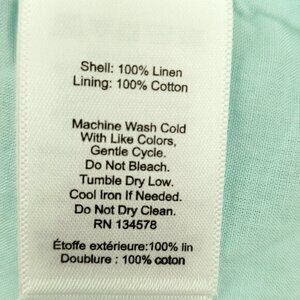 Shell: 100% Linen
Lining: 100% Cotton
Machine Wash Cold
With Like Colors,
Gentle Cycle.
Do Not Bleach.
Tumble Dry Low.
Cool Iron If Needed.
Do Not Dry Clean.
RN 134578
Étoffe extérieure:100% lin
Doublure : 100% coton